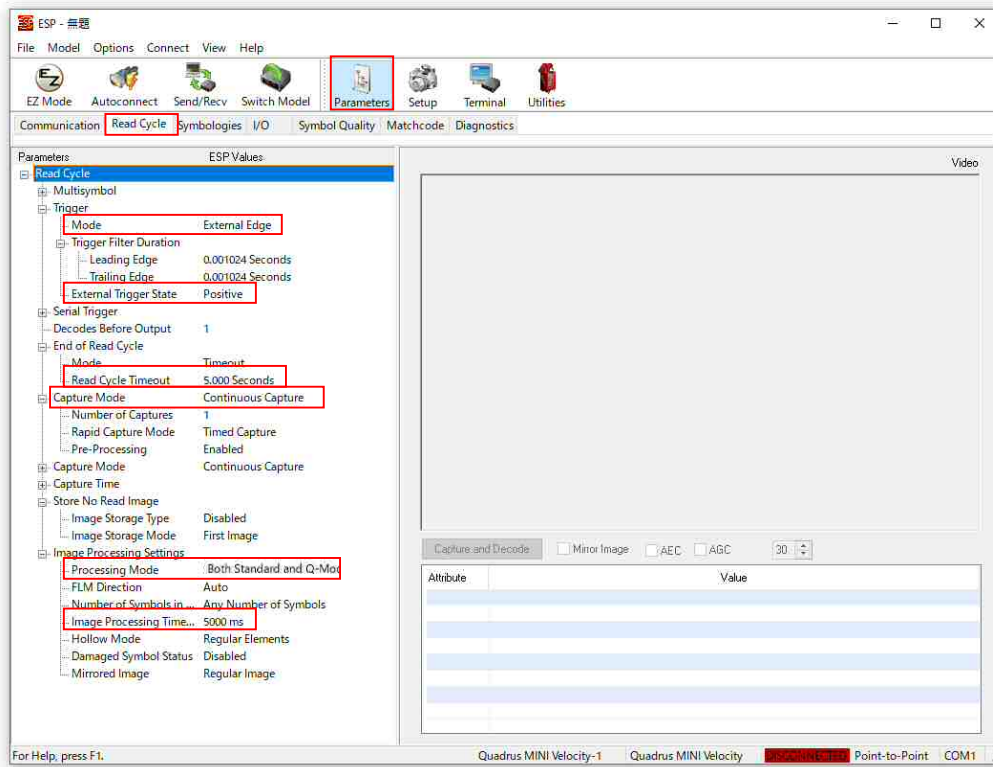 ESP - 無題
File Model Options Connect View Help
EZ Mode Autoconnect Send/Recv Switch Model Parameters Setup Terminal Utilities
Communication Read Cycle Symbologies I/O Symbol Quality Matchcode Diagnostics
Parameters ESP Values
Video
Read Cycle
Multisymbol
Trigger
Mode External Edge
Trigger Filter Duration
Leading Edge 0.001024 Seconds
Trailing Edge 0.001024 Seconds
External Trigger State Positive
Serial Trigger
Decodes Before Output 1
End of Read Cycle
Mode Timeout
Read Cycle Timeout 5.000 Seconds
Capture Mode Continuous Capture
Number of Captures 1
Rapid Capture Mode Timed Capture
Pre-Processing Enabled
Capture Mode Continuous Capture
Capture Time
Store No Read Image
Image Storage Type Disabled
Image Storage Mode First Image
Image Processing Settings
Processing Mode Both Standard and Q-Mod
FLM Direction Auto
Number of Symbols in ... Any Number of Symbols
Image Processing Time... 5000 ms
Hollow Mode Regular Elements
Damaged Symbol Status Disabled
Mirrored Image Regular Image
Capture and Decode Mirror Image AEC AGC 30
Attribute Value
For Help, press F1. Quadrus MINI Velocity-1 Quadrus MINI Velocity DISCONNECTED Point-to-Point COM1